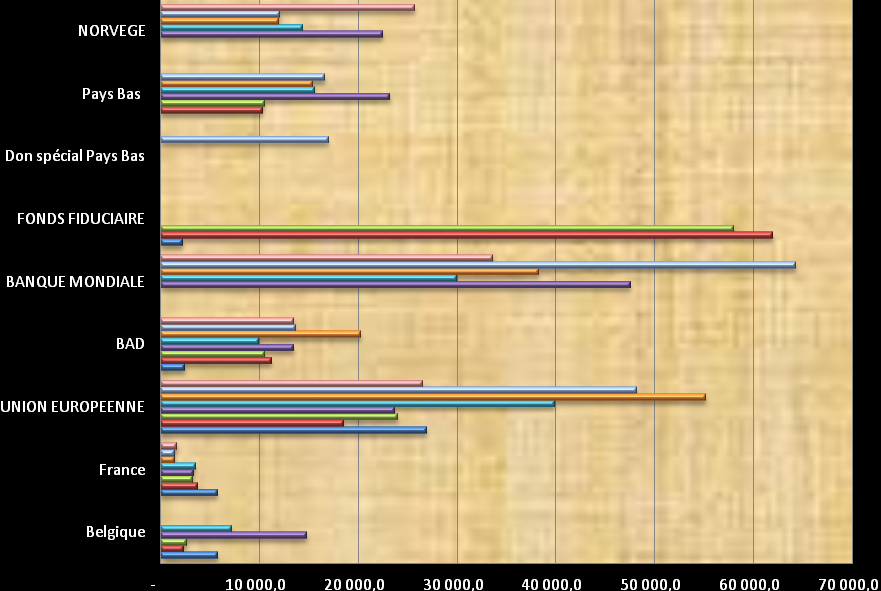 NORVEGE
Pays Bas
Don spécial Pays Bas
FONDS FIDUCIAIRE
BANQUE MONDIALE
BAD
UNION EUROPEENNE
France
Belgique
- 10 000,0 20 000,0 30 000,0 40 000,0 50 000,0 60 000,0 70 000,0